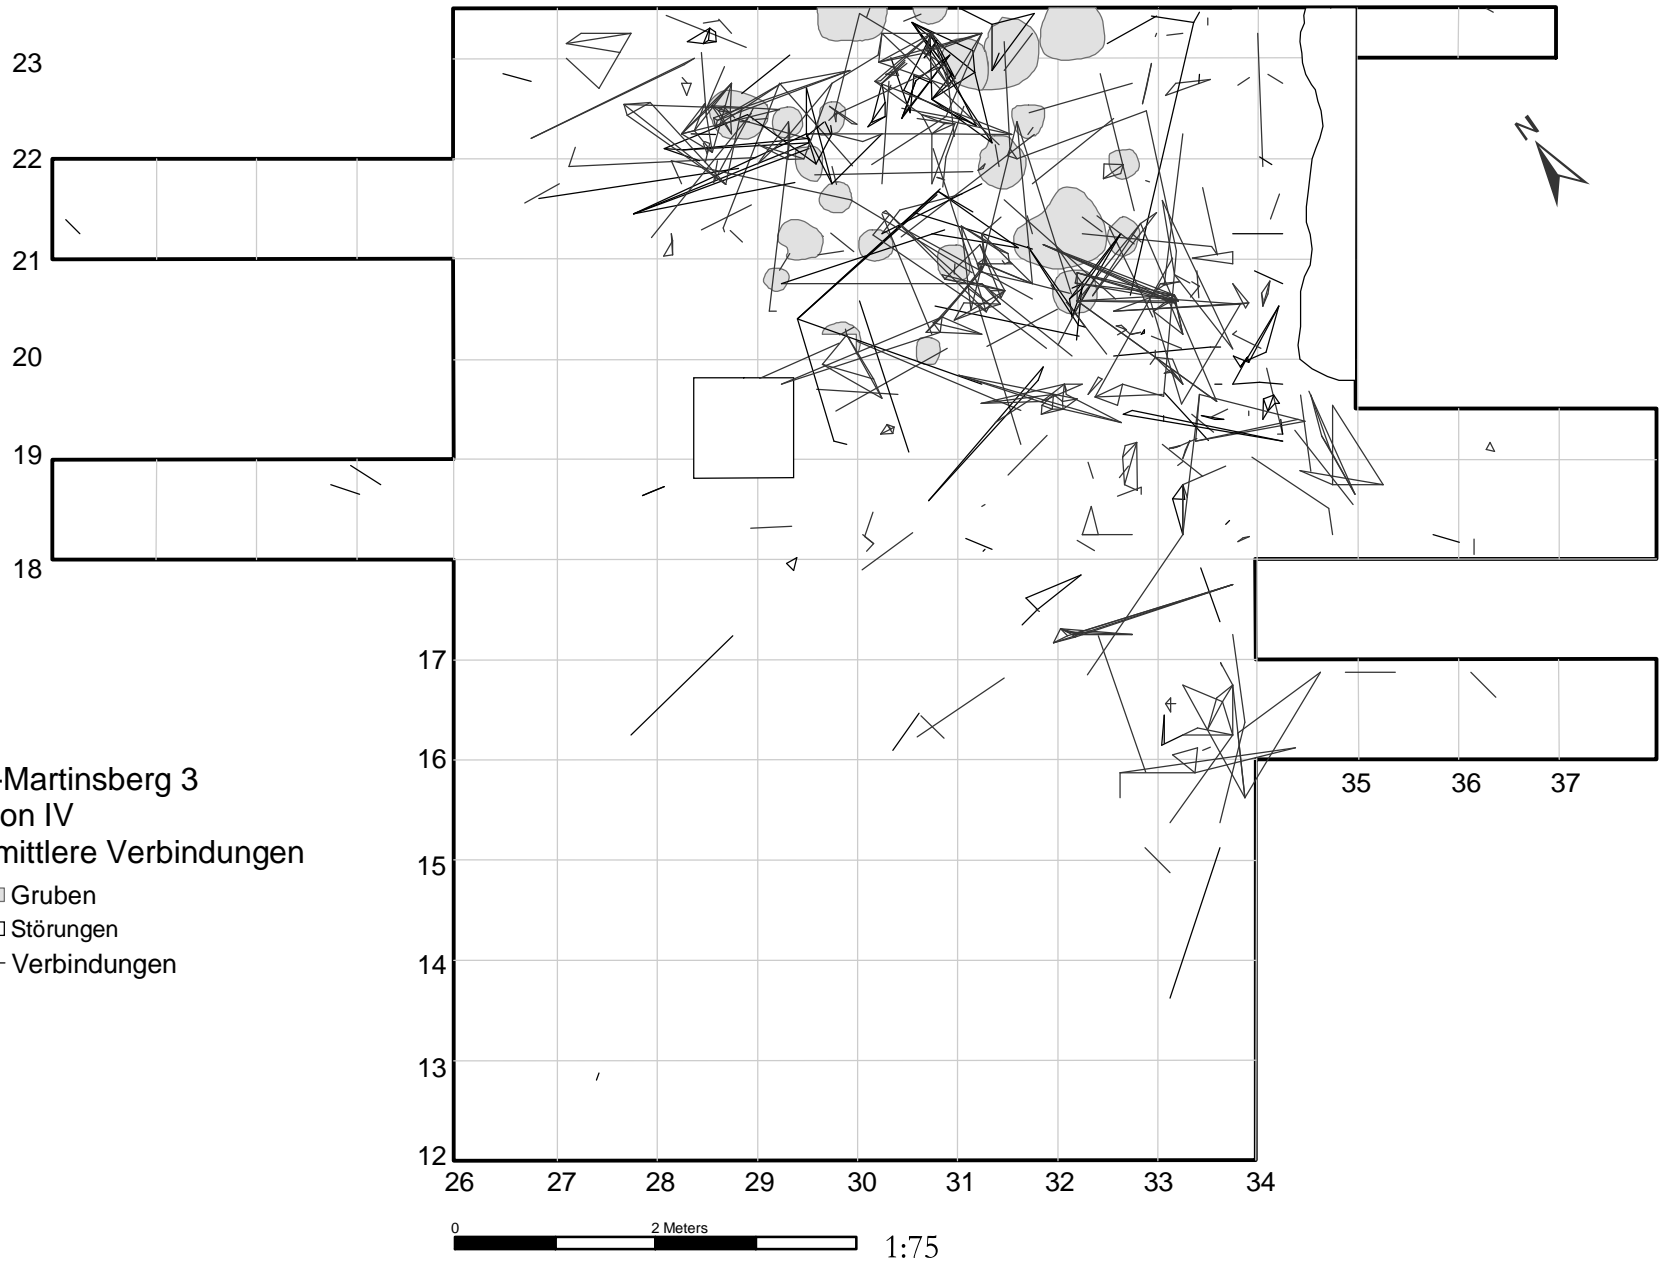 23
22
21
20
19
18
17
16
15
14
13
12
N
35 36 37
-Martinsberg 3
on IV
mittlere Verbindungen
Gruben
Störungen
Verbindungen
26 27 28 29 30 31 32 33 34
0 2 Meters
1:75